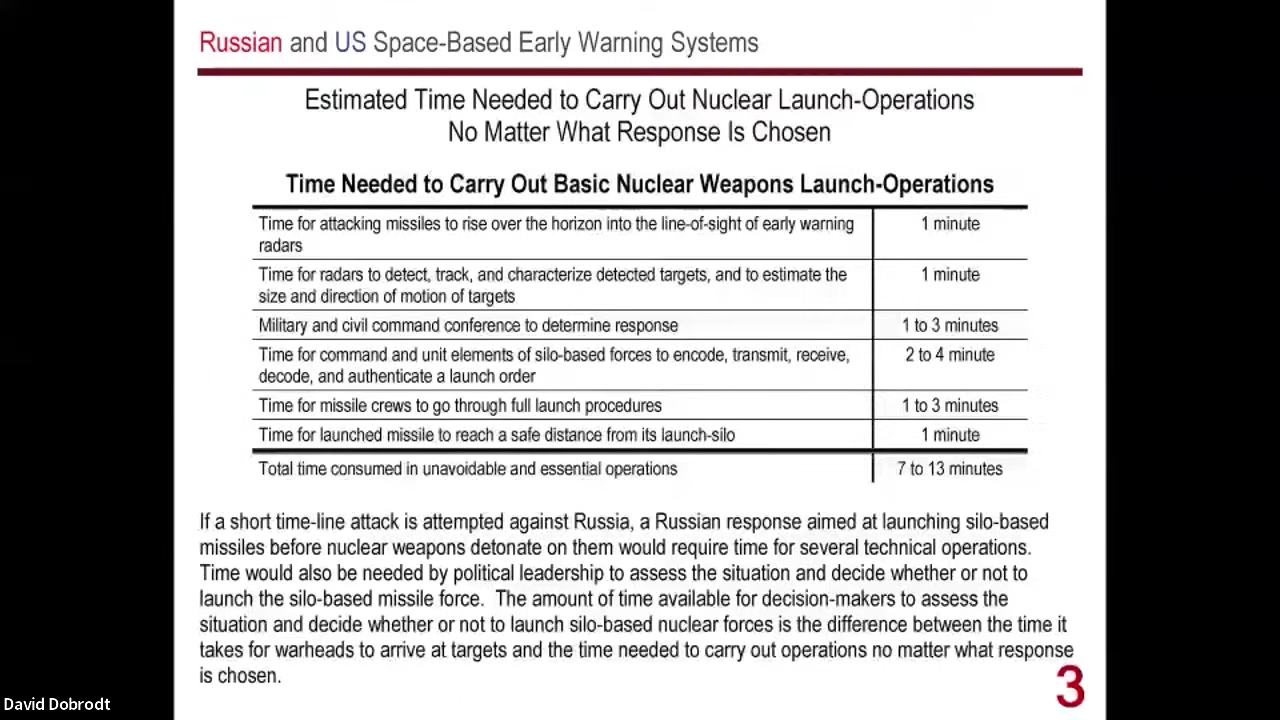 Russian and US Space-Based Early Warning Systems
Estimated Time Needed to Carry Out Nuclear Launch-Operations
No Matter What Response Is Chosen
Time Needed to Carry Out Basic Nuclear Weapons Launch-Operations
Time for attacking missiles to rise over the horizon into the line-of-sight of early warning
radars
1 minute
Time for radars to detect, track, and characterize detected targets, and to estimate the
size and direction of motion of targets
1 minute
Military and civil command conference to determine response
1 to 3 minutes
Time for command and unit elements of silo-based forces to encode, transmit, receive,
decode, and authenticate a launch order
2 to 4 minute
Time for missile crews to go through full launch procedures
1 to 3 minutes
Time for launched missile to reach a safe distance from its launch-silo
1 minute
Total time consumed in unavoidable and essential operations
7 to 13 minutes
If a short time-line attack is attempted against Russia, a Russian response aimed at launching silo-based
missiles before nuclear weapons detonate on them would require time for several technical operations.
Time would also be needed by political leadership to assess the situation and decide whether or not to
launch the silo-based missile force.  The amount of time available for decision-makers to assess the
situation and decide whether or not to launch silo-based nuclear forces is the difference between the time it
takes for warheads to arrive at targets and the time needed to carry out operations no matter what response
is chosen.
3
David Dobrodt